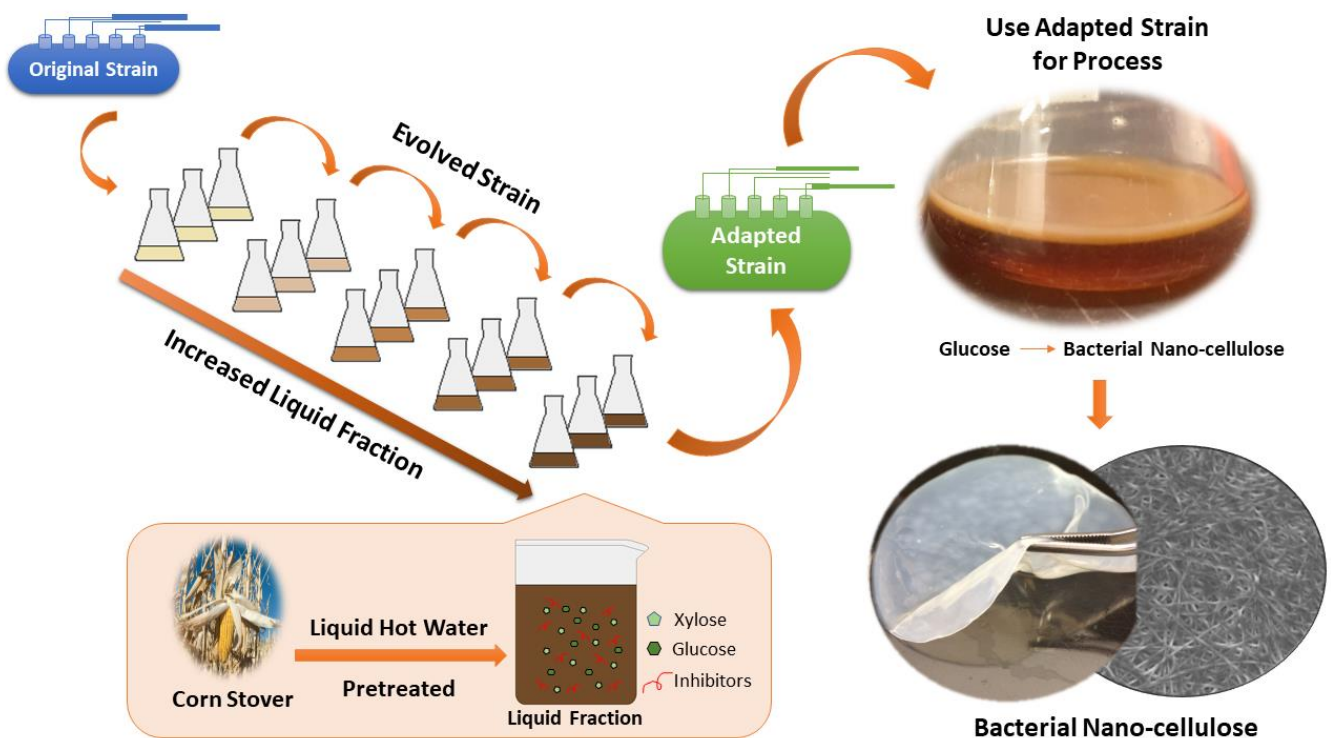 Original Strain
Evolved Strain
Increased Liquid Fraction
Adapted
Strain
Use Adapted Strain
for Process
Glucose → Bacterial Nano-cellulose
Corn Stover
Liquid Hot Water
Pretreated
Xylose
Glucose
Inhibitors
Liquid Fraction
Bacterial Nano-cellulose